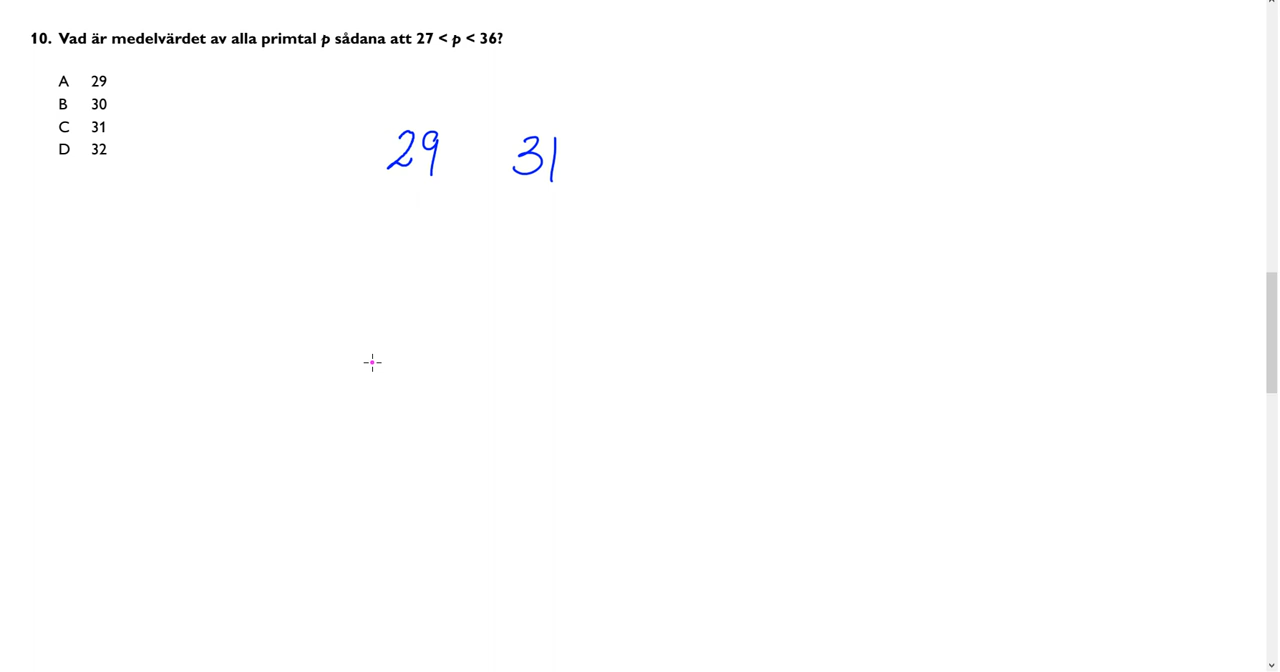 10. Vad är medelvärdet av alla primtal p sådana att 27 < p < 36?
A 29
B 30
C 31
D 32
29 31